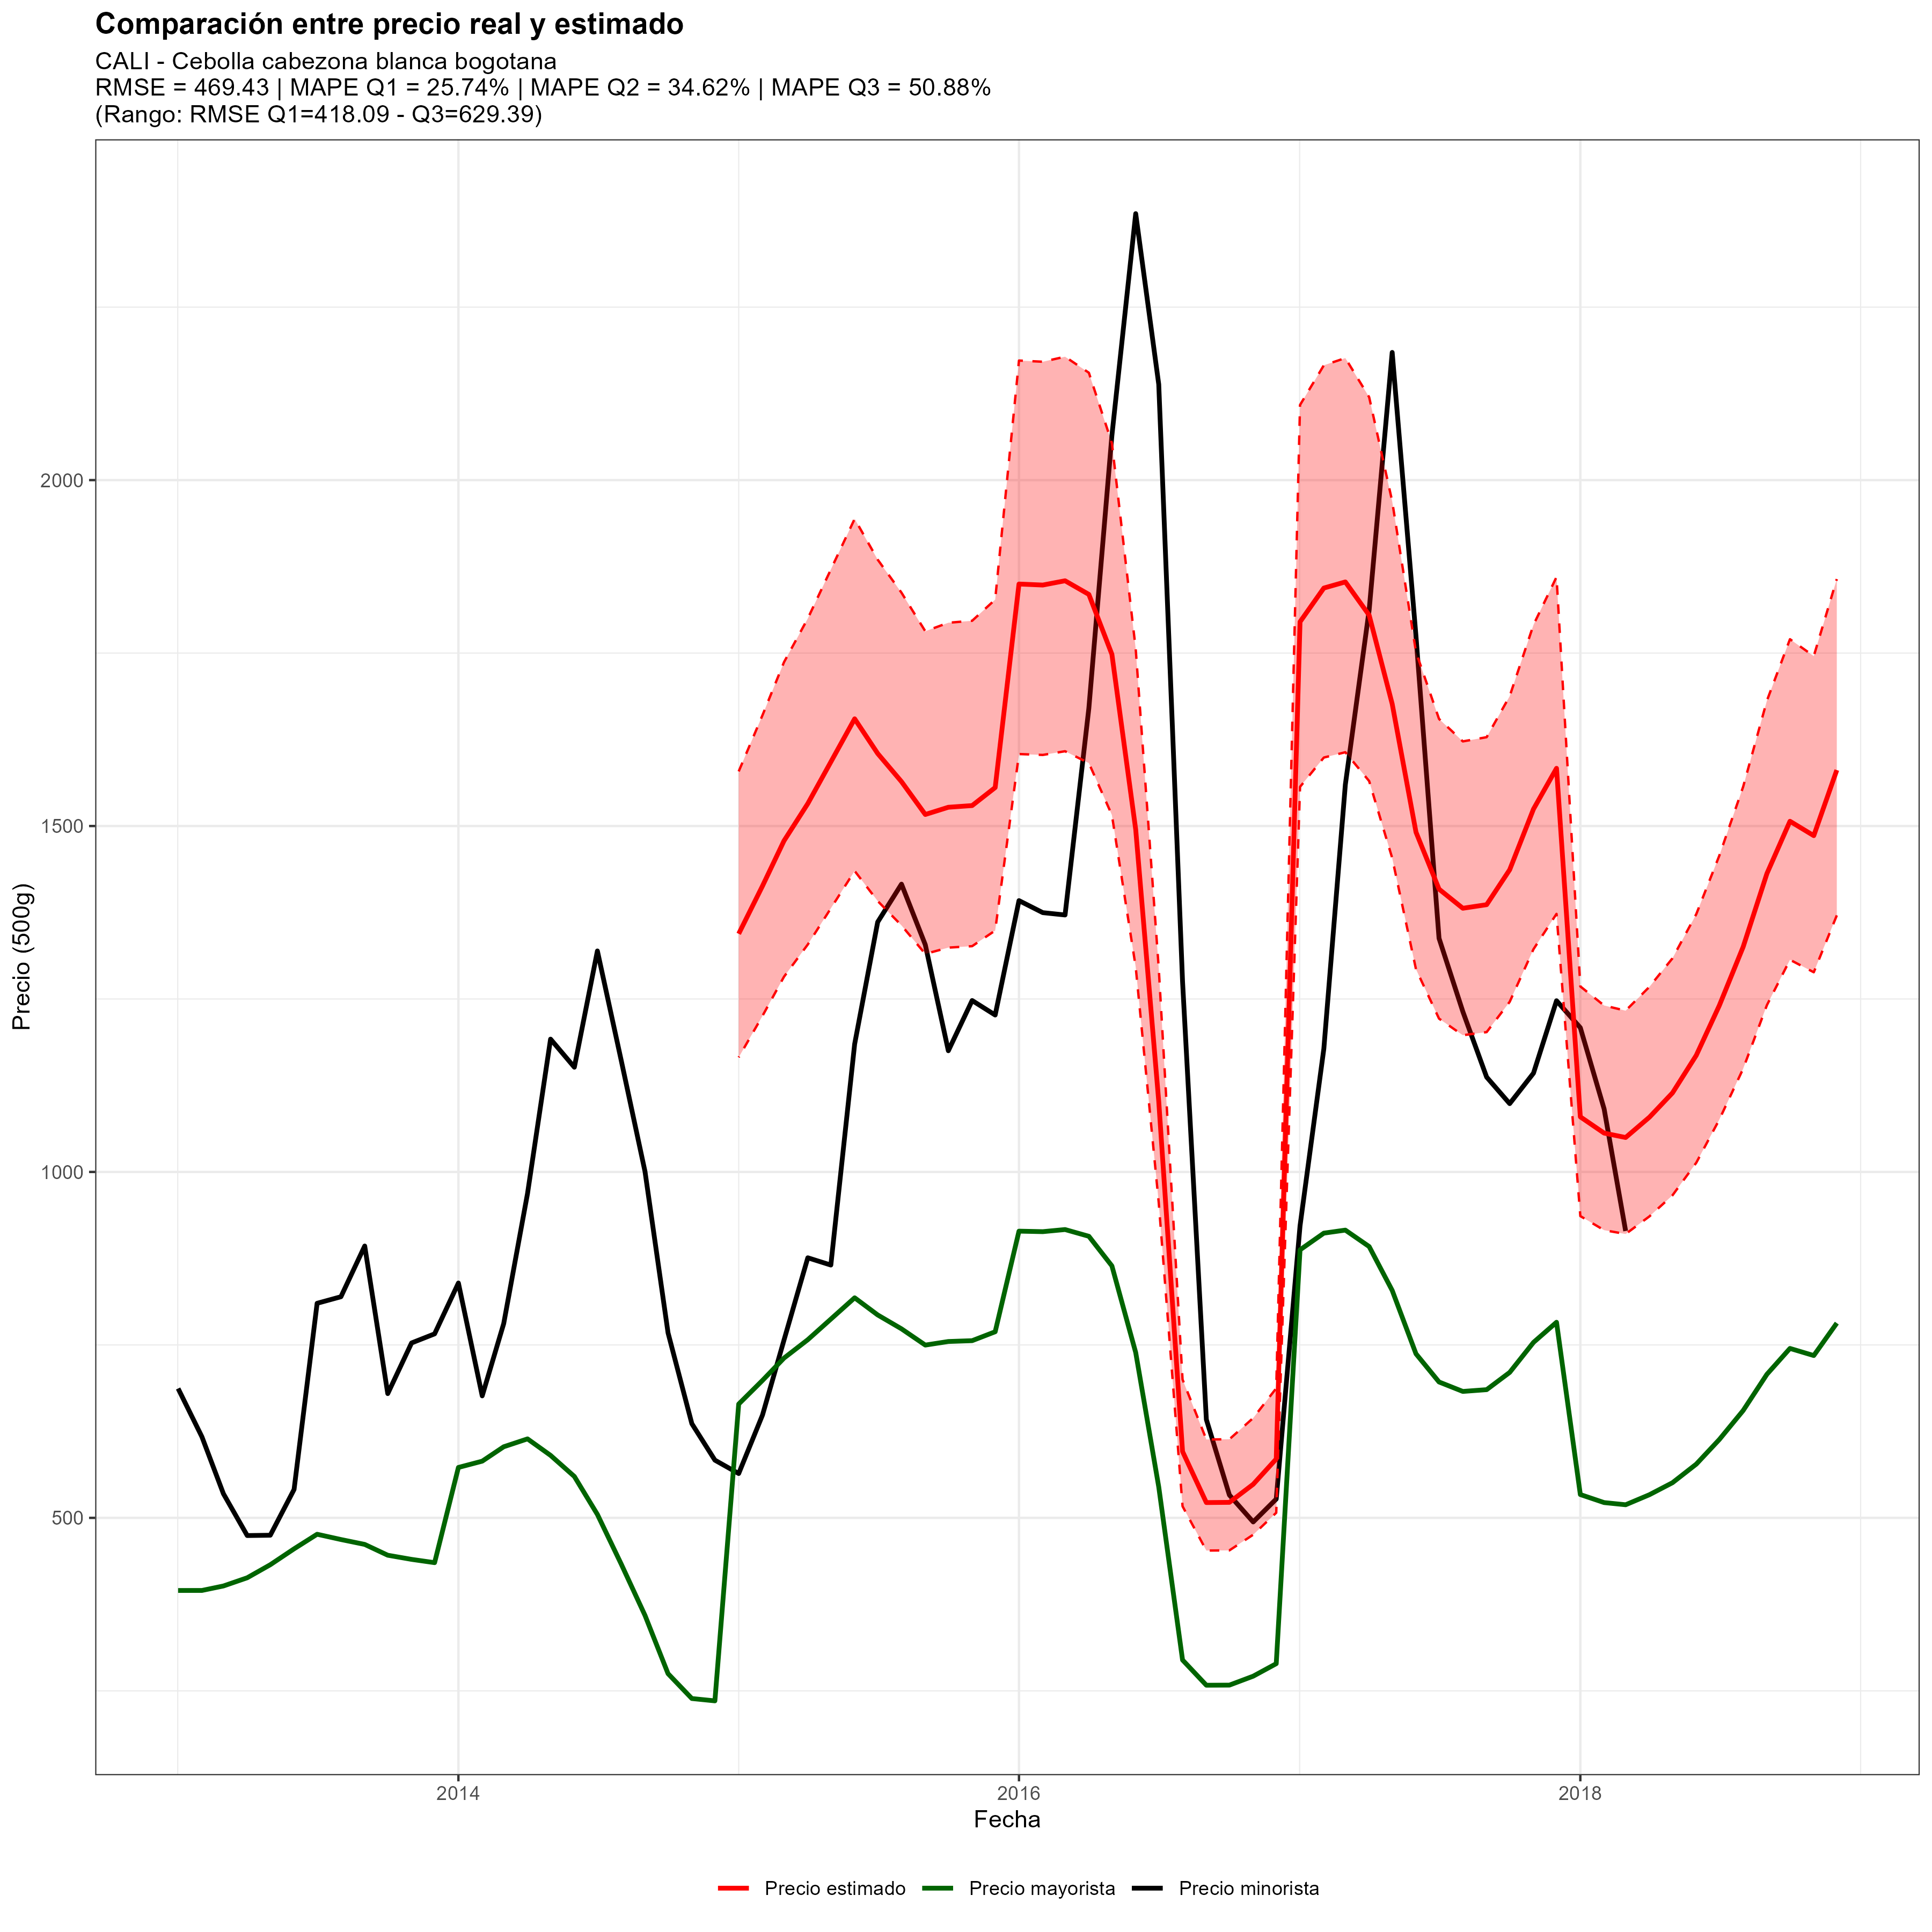 Comparación entre precio real y estimado
CALI - Cebolla cabezona blanca bogotana
RMSE = 469.43 | MAPE Q1 = 25.74% | MAPE Q2 = 34.62% | MAPE Q3 = 50.88%
(Rango: RMSE Q1=418.09 - Q3=629.39)
Precio (500g)
2000
1500
1000
500
2014
2016
2018
Fecha
Precio estimado
Precio mayorista
Precio minorista